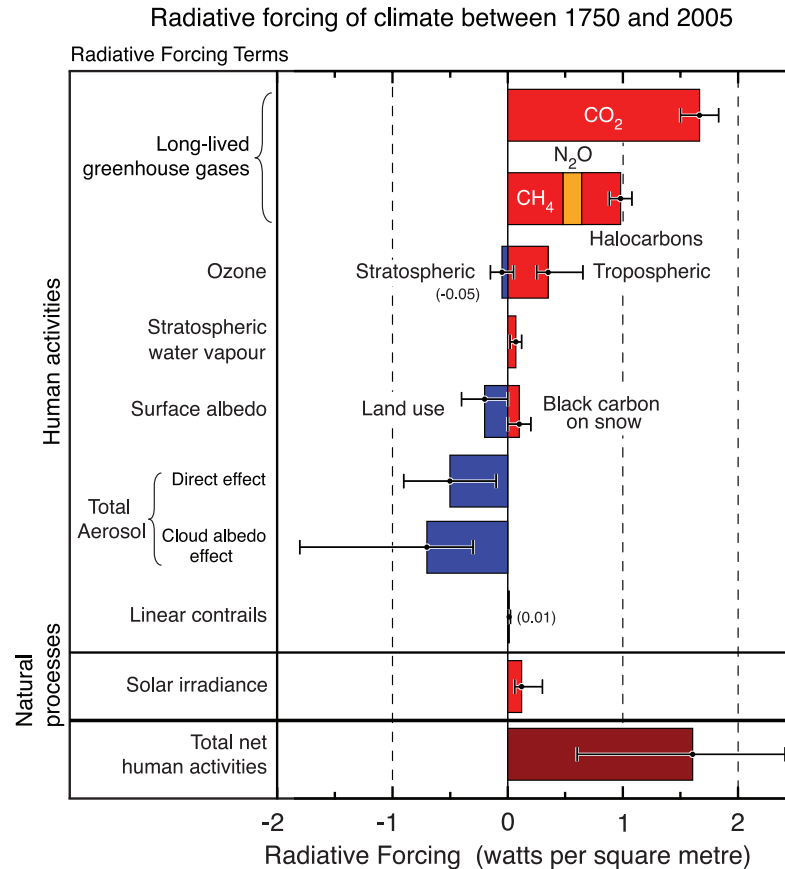 Radiative forcing of climate between 1750 and 2005
Radiative Forcing Terms
Human activities
Long-lived
greenhouse gases
CO2
N2O
CH4
Halocarbons
Ozone
Stratospheric
(-0.05)
Tropospheric
Stratospheric
water vapour
Surface albedo
Land use
Black carbon
on snow
Total
Aerosol
Direct effect
Cloud albedo
effect
Linear contrails
(0.01)
Natural
processes
Solar irradiance
Total net
human activities
-2 -1 0 1 2
Radiative Forcing (watts per square metre)